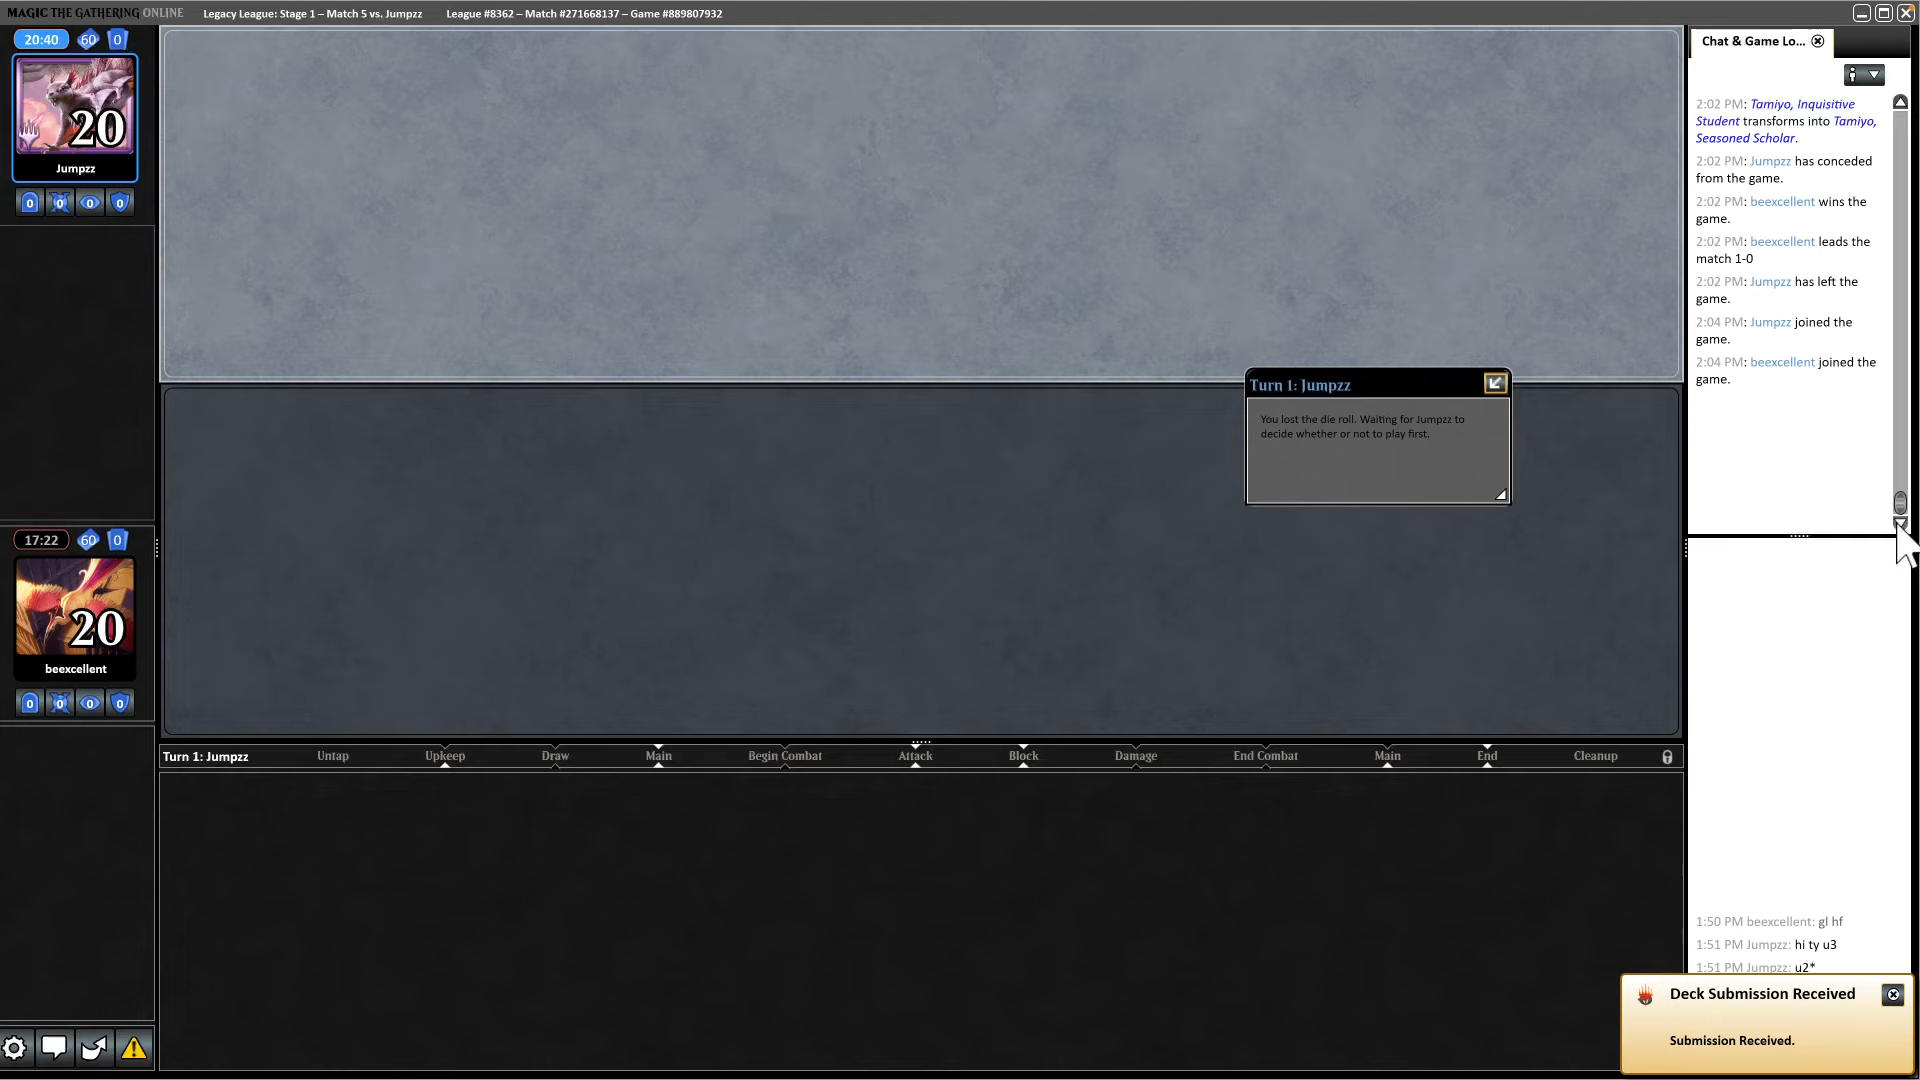 MAGIC THE GATHERING ONLINE Legacy League: Stage 1 – Match 5 vs. Jumpzz League #8362 – Match #271668137 – Game #889807932
20:40 60 0
20
Jumpzz
0 0 0 0
17:22 60 0
20
beexcellent
0 0 0 0
Turn 1: Jumpzz
You lost the die roll. Waiting for Jumpzz to
decide whether or not to play first.
Turn 1: Jumpzz Untap Upkeep Draw Main Begin Combat Attack Block Damage End Combat Main End Cleanup
Chat & Game Lo...
2:02 PM: Tamiyo, Inquisitive
Student transforms into Tamiyo,
Seasoned Scholar.
2:02 PM: Jumpzz has conceded
from the game.
2:02 PM: beexcellent wins the
game.
2:02 PM: beexcellent leads the
match 1-0
2:02 PM: Jumpzz has left the
game.
2:04 PM: Jumpzz joined the
game.
2:04 PM: beexcellent joined the
game.
1:50 PM beexcellent: gl hf
1:51 PM Jumpzz: hi ty u3
1:51 PM Jumpzz: u2*
Deck Submission Received
Submission Received.